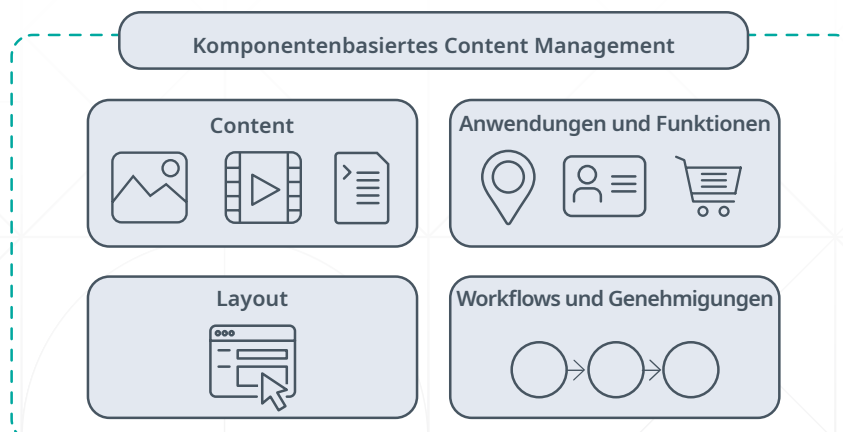 Komponentenbasiertes Content Management
Content
Anwendungen und Funktionen
Layout
Workflows und Genehmigungen